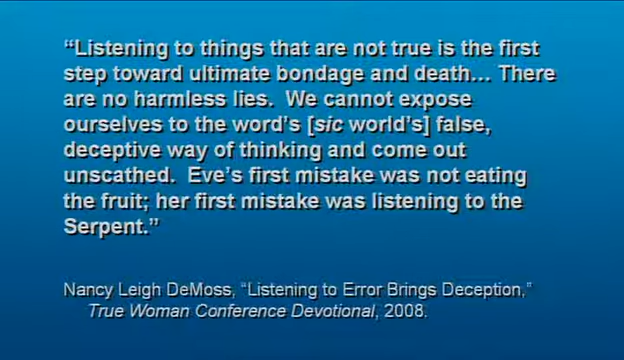 “Listening to things that are not true is the first
step toward ultimate bondage and death... There
are no harmless lies.  We cannot expose
ourselves to the word’s [sic world’s] false,
deceptive way of thinking and come out
unscathed.  Eve’s first mistake was not eating
the fruit; her first mistake was listening to the
Serpent.”
Nancy Leigh DeMoss, “Listening to Error Brings Deception,”
True Woman Conference Devotional, 2008.